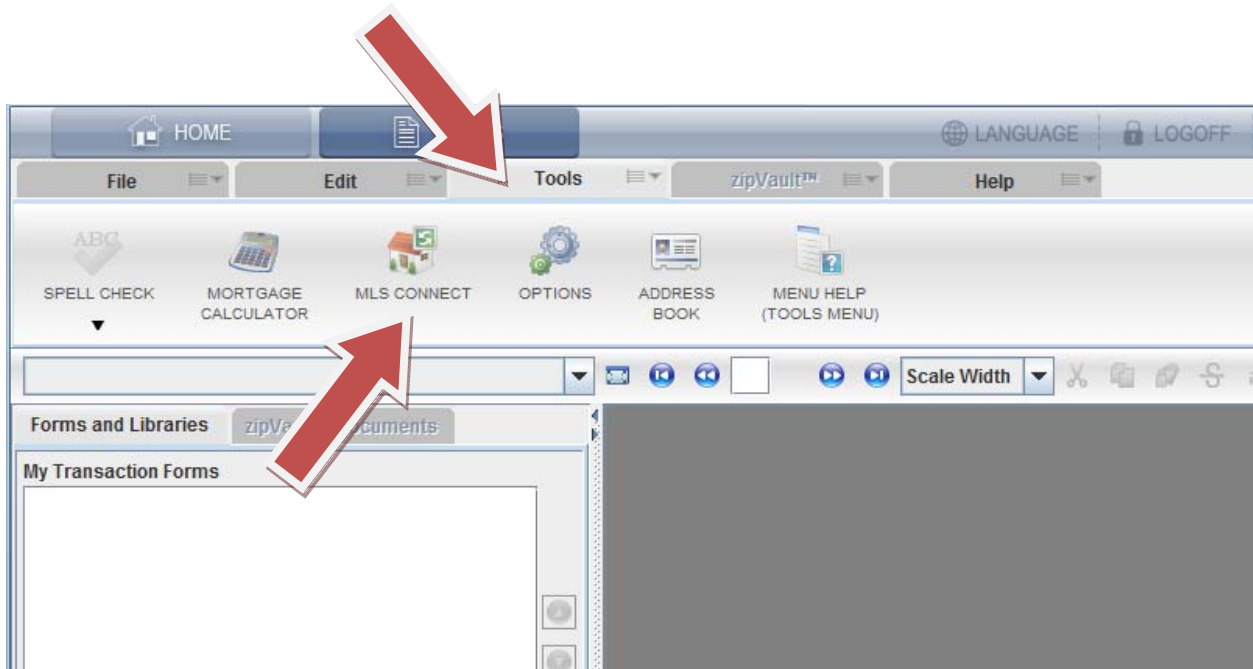 HOME
LANGUAGE
LOGOFF
File
Edit
Tools
zipVault™
Help
ABC
SPELL CHECK
MORTGAGE
CALCULATOR
MLS CONNECT
OPTIONS
ADDRESS
BOOK
MENU HELP
(TOOLS MENU)
Scale Width
Forms and Libraries
My Transaction Forms